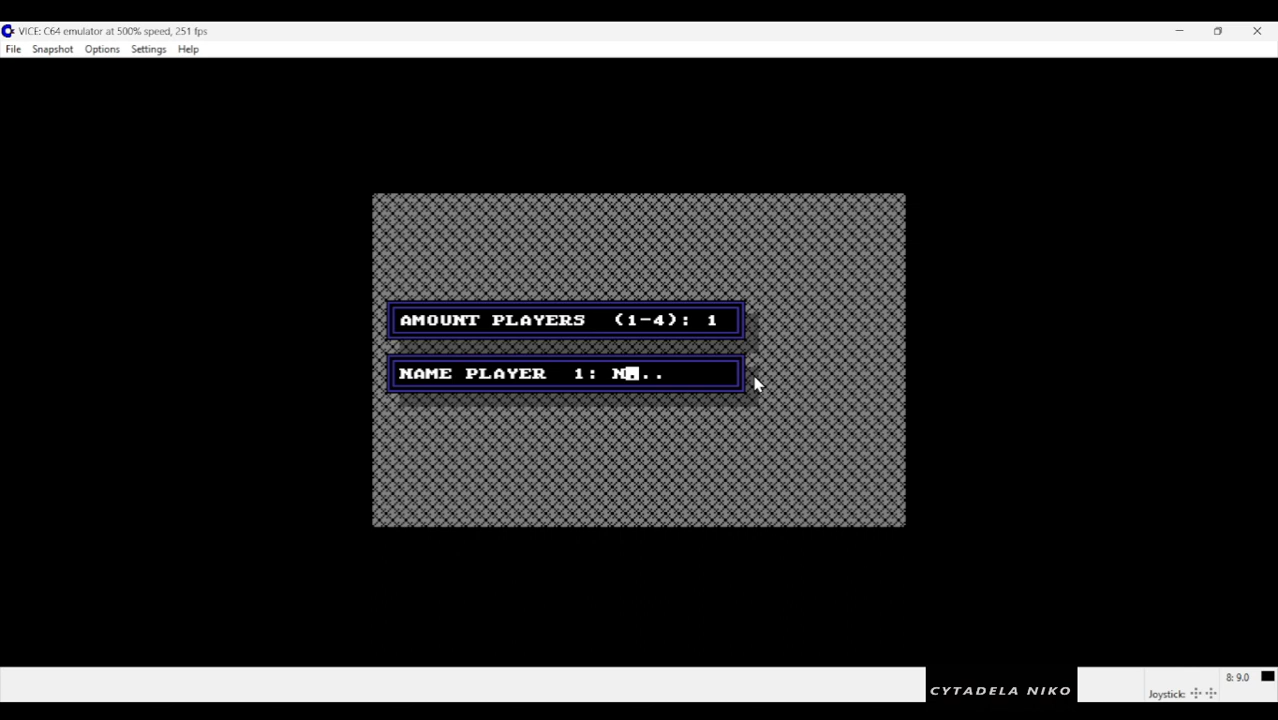 VICE: C64 emulator at 500% speed, 251 fps
File Snapshot Options Settings Help
AMOUNT PLAYERS (1-4): 1
NAME PLAYER 1: N...
8: 9.0
CYTADELA NIKO
Joystick: